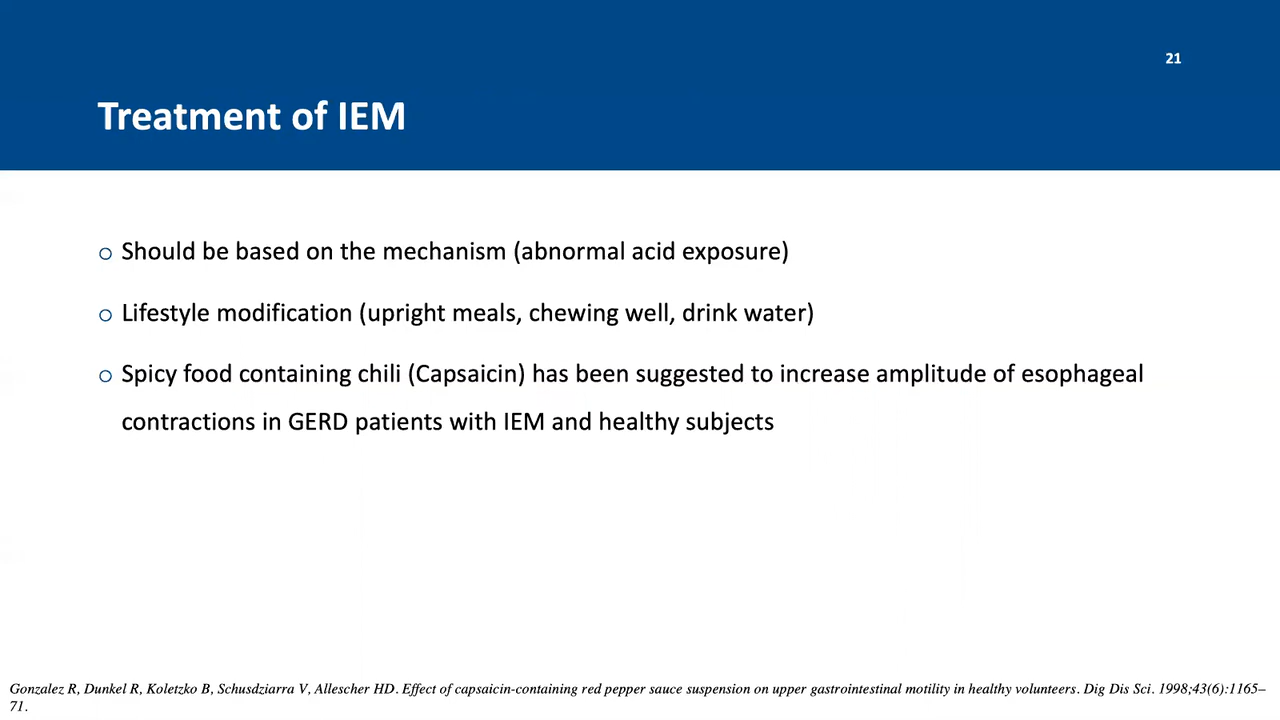 21
Treatment of IEM
o Should be based on the mechanism (abnormal acid exposure)
o Lifestyle modification (upright meals, chewing well, drink water)
o Spicy food containing chili (Capsaicin) has been suggested to increase amplitude of esophageal
contractions in GERD patients with IEM and healthy subjects
Gonzalez R, Dunkel R, Koletzko B, Schusdziarra V, Allescher HD. Effect of capsaicin-containing red pepper sauce suspension on upper gastrointestinal motility in healthy volunteers. Dig Dis Sci. 1998;43(6):1165–
71.